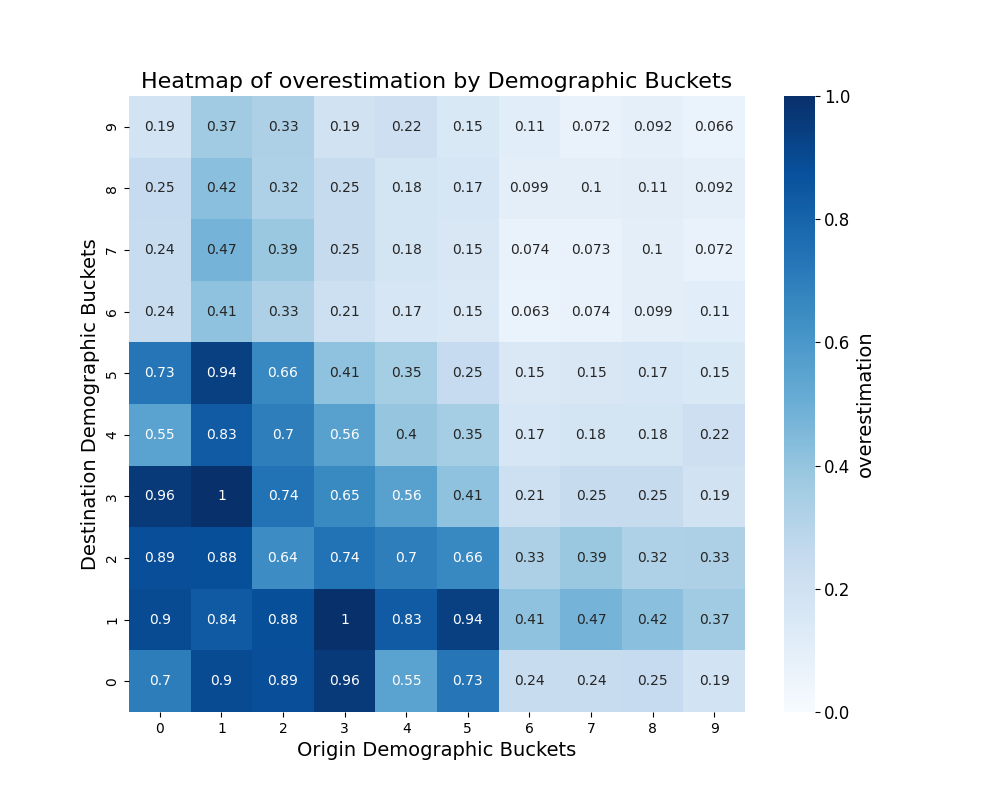 Heatmap of overestimation by Demographic Buckets
9 0.19 0.37 0.33 0.19 0.22 0.15 0.11 0.072 0.092 0.066
8 0.25 0.42 0.32 0.25 0.18 0.17 0.099 0.1 0.11 0.092
7 0.24 0.47 0.39 0.25 0.18 0.15 0.074 0.073 0.1 0.072
6 0.24 0.41 0.33 0.21 0.17 0.15 0.063 0.074 0.099 0.11
5 0.73 0.94 0.66 0.41 0.35 0.25 0.15 0.15 0.17 0.15
4 0.55 0.83 0.7 0.56 0.4 0.35 0.17 0.18 0.18 0.22
3 0.96 1 0.74 0.65 0.56 0.41 0.21 0.25 0.25 0.19
2 0.89 0.88 0.64 0.74 0.7 0.66 0.33 0.39 0.32 0.33
1 0.9 0.84 0.88 1 0.83 0.94 0.41 0.47 0.42 0.37
0 0.7 0.9 0.89 0.96 0.55 0.73 0.24 0.24 0.25 0.19
0 1 2 3 4 5 6 7 8 9
Origin Demographic Buckets
Destination Demographic Buckets
1.0
0.8
0.6
0.4
0.2
0.0
overestimation